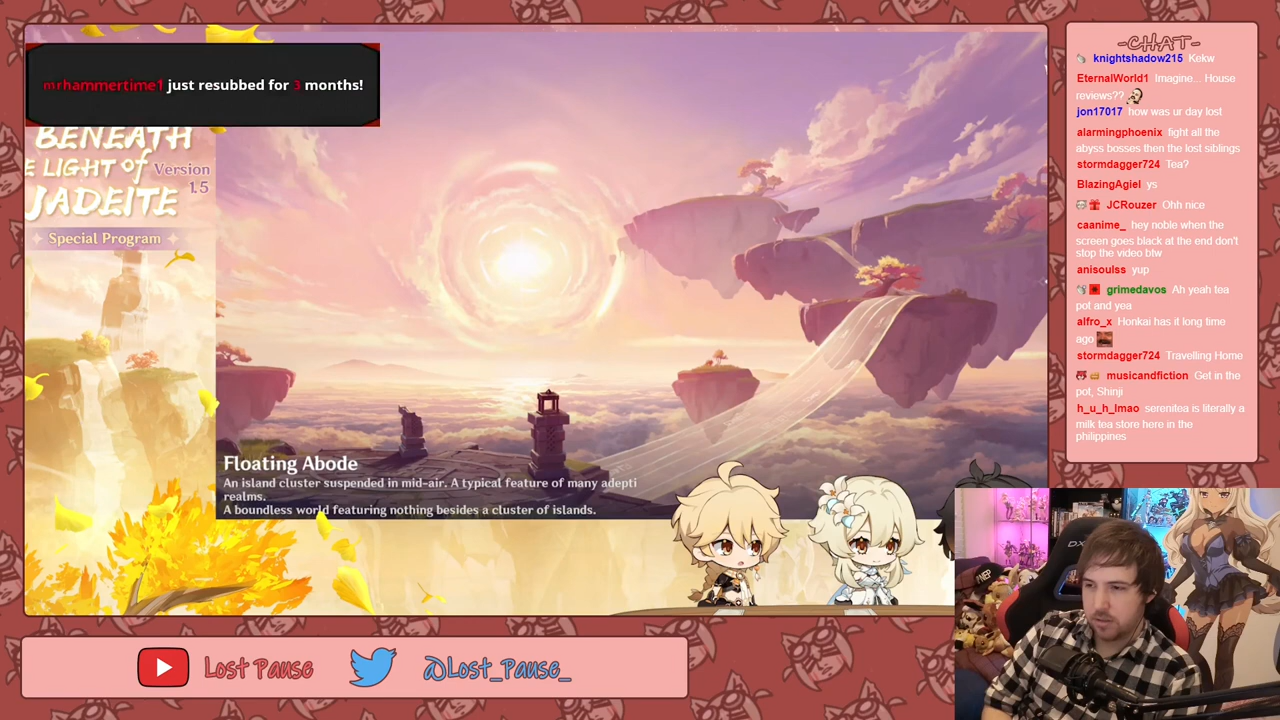 mrhammertime1 just resubbed for 3 months!
BENEATH
E LIGHT of
JADEITE
Version
1.5
Special Program
Floating Abode
An island cluster suspended in mid-air. A typical feature of many adepti
realms.
A boundless world featuring nothing besides a cluster of islands.
-CHAT-
knightshadow215 Kekw
EternalWorld1 Imagine... House
reviews??
jon17017 how was ur day lost
alarmingphoenix fight all the
abyss bosses then the lost siblings
stormdagger724 Tea?
BlazingAgiel ys
JCRouzer Ohh nice
caanime_ hey noble when the
screen goes black at the end don't
stop the video btw
anisoulss yup
grimedavos Ah yeah tea
pot and yea
alfro_x Honkai has it long time
ago
stormdagger724 Travelling Home
musicandfiction Get in the
pot, Shinji
h_u_h_lmao serenitea is literally a
milk tea store here in the
philippines
DX
Lost Pause
@Lost_Pause_